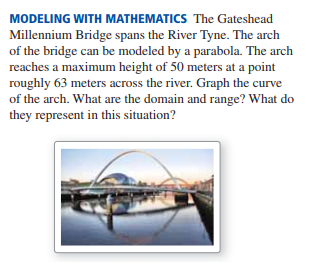 MODELING WITH MATHEMATICS The Gateshead
Millennium Bridge spans the River Tyne. The arch
of the bridge can be modeled by a parabola. The arch
reaches a maximum height of 50 meters at a point
roughly 63 meters across the river. Graph the curve
of the arch. What are the domain and range? What do
they represent in this situation?